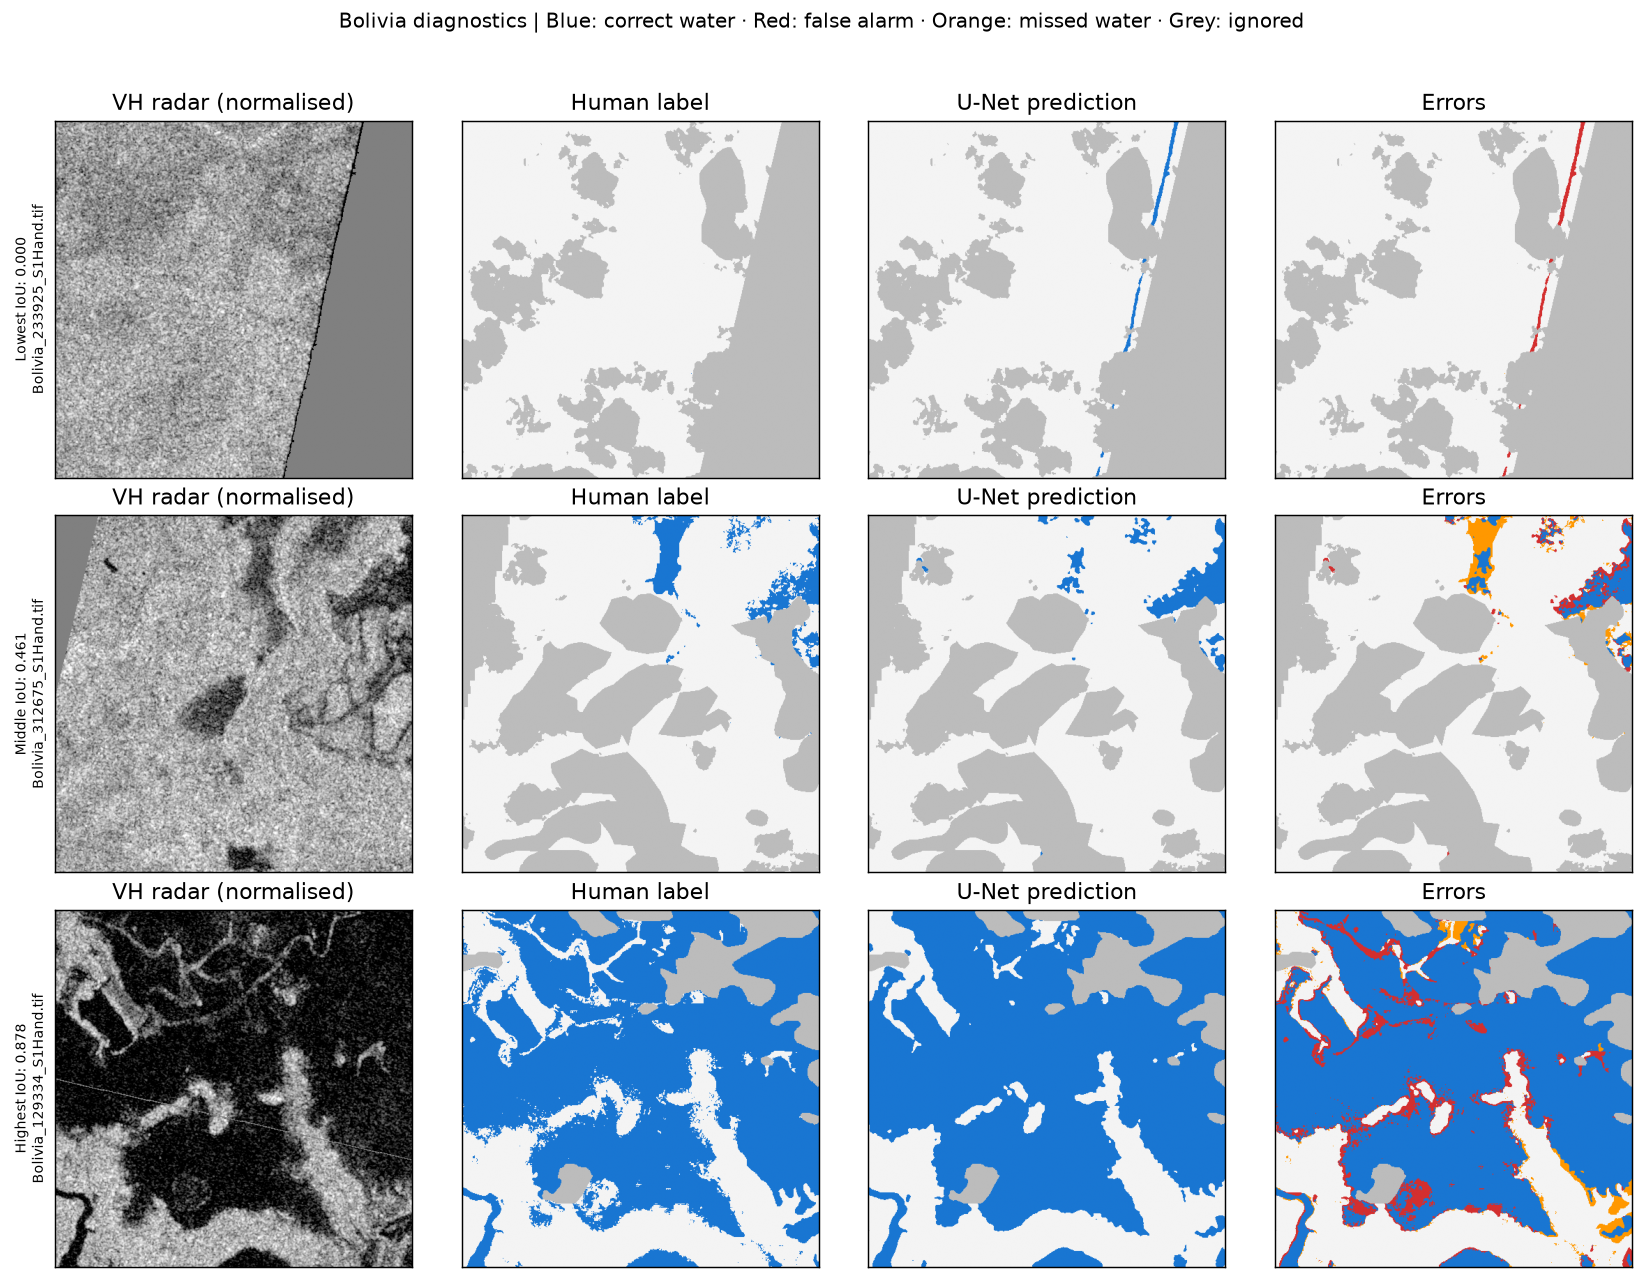 Bolivia diagnostics | Blue: correct water · Red: false alarm · Orange: missed water · Grey: ignored
VH radar (normalised)
Human label
U-Net prediction
Errors
Lowest IoU: 0.000
Bolivia_233925_S1Hand.tif
VH radar (normalised)
Human label
U-Net prediction
Errors
Middle IoU: 0.461
Bolivia_312675_S1Hand.tif
VH radar (normalised)
Human label
U-Net prediction
Errors
Highest IoU: 0.878
Bolivia_129334_S1Hand.tif